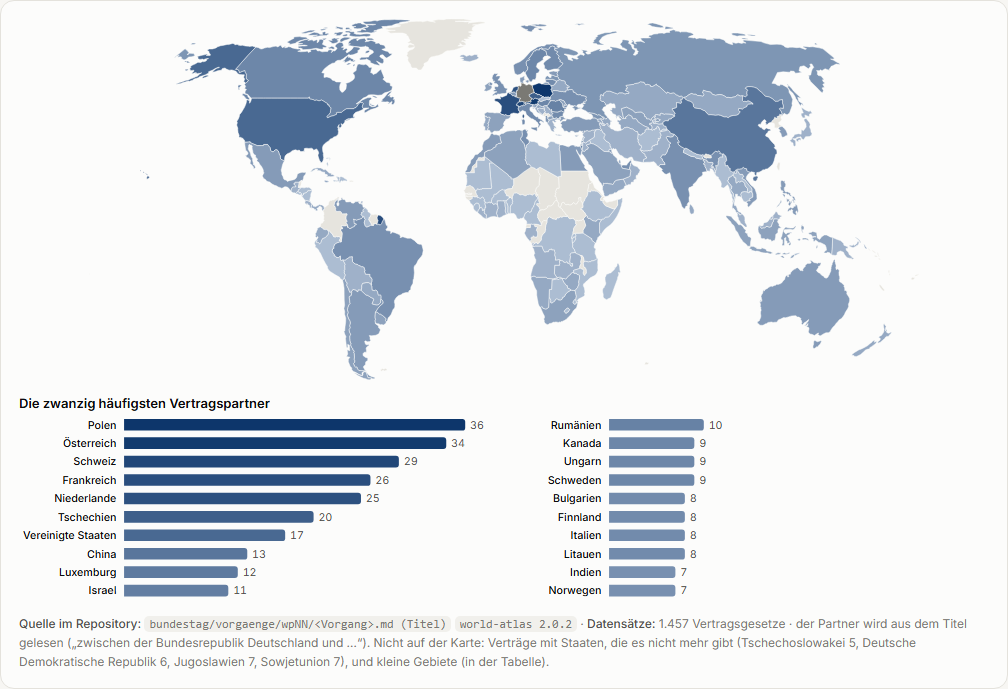 Die zwanzig häufigsten Vertragspartner
Polen 36
Österreich 34
Schweiz 29
Frankreich 26
Niederlande 25
Tschechien 20
Vereinigte Staaten 17
China 13
Luxemburg 12
Israel 11
Rumänien 10
Kanada 9
Ungarn 9
Schweden 9
Bulgarien 8
Finnland 8
Italien 8
Litauen 8
Indien 7
Norwegen 7
Quelle im Repository: bundestag/vorgaenge/wpNN/<Vorgang>.md (Titel) world-atlas 2.0.2 · Datensätze: 1.457 Vertragsgesetze · der Partner wird aus dem Titel
gelesen („zwischen der Bundesrepublik Deutschland und …“). Nicht auf der Karte: Verträge mit Staaten, die es nicht mehr gibt (Tschechoslowakei 5, Deutsche
Demokratische Republik 6, Jugoslawien 7, Sowjetunion 7), und kleine Gebiete (in der Tabelle).